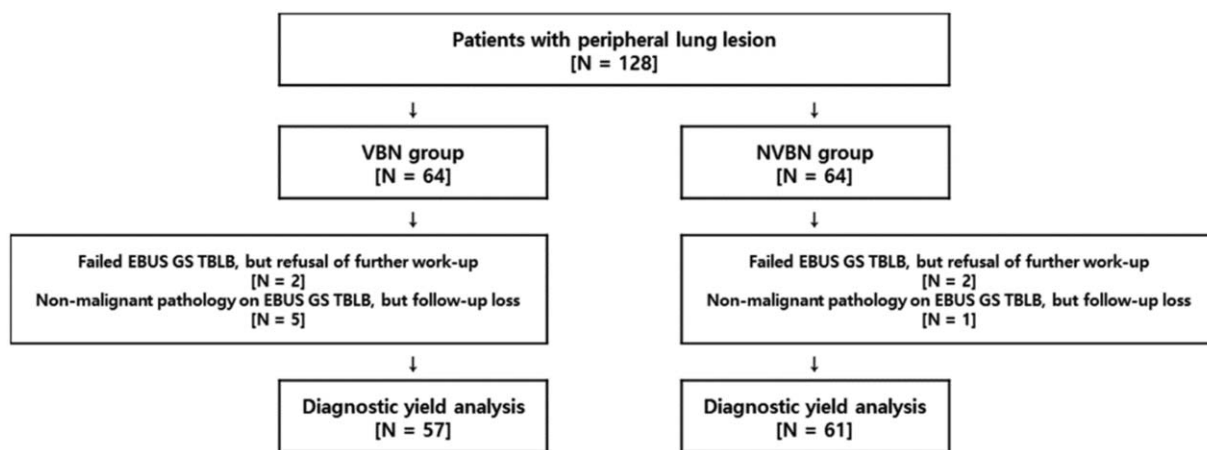 Patients with peripheral lung lesion
[N = 128]
↓
↓
VBN group
[N = 64]
NVBN group
[N = 64]
↓
↓
Failed EBUS GS TBLB, but refusal of further work-up
[N = 2]
Non-malignant pathology on EBUS GS TBLB, but follow-up loss
[N = 5]
Failed EBUS GS TBLB, but refusal of further work-up
[N = 2]
Non-malignant pathology on EBUS GS TBLB, but follow-up loss
[N = 1]
↓
↓
Diagnostic yield analysis
[N = 57]
Diagnostic yield analysis
[N = 61]